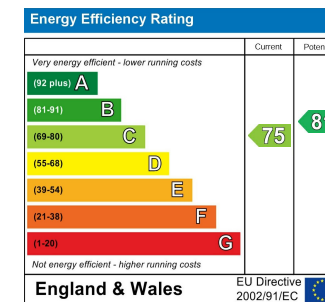 Energy Efficiency Rating
Current
Very energy efficient - lower running costs
(92 plus) A
(81-91) B
(69-80) C
75
(55-68) D
(39-54) E
(21-38) F
(1-20) G
Not energy efficient - higher running costs
England & Wales
EU Directive
2002/91/EC